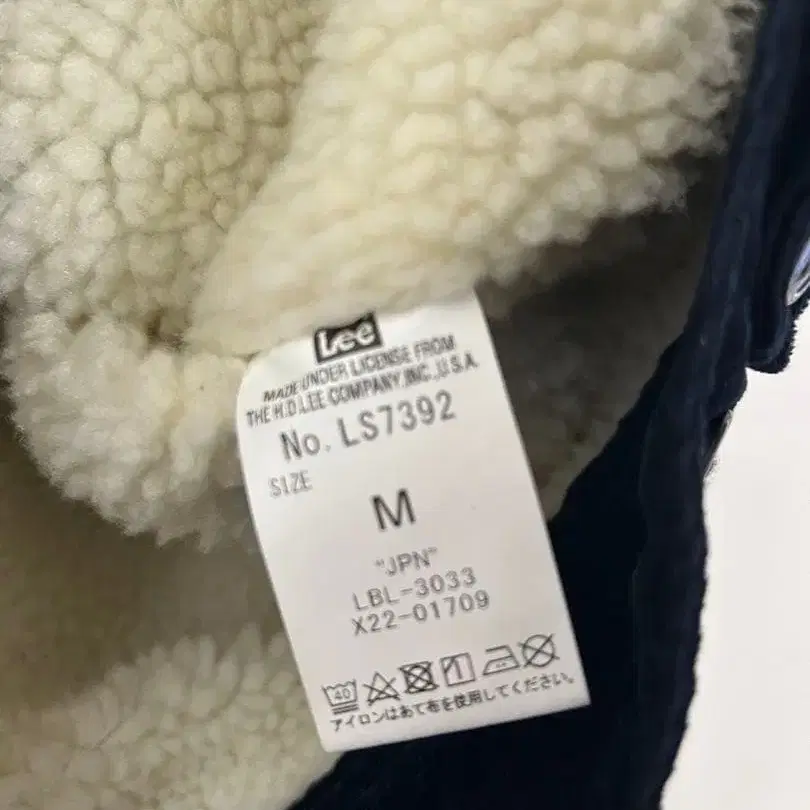 Lee
MADE UNDER LICENSE FROM
THE H.D.LEE COMPANY,INC.,U.S.A.
No. LS7392
SIZE
M
"JPN"
LBL-3033
X22-01709
40
アイロンはあて布を使用してください。